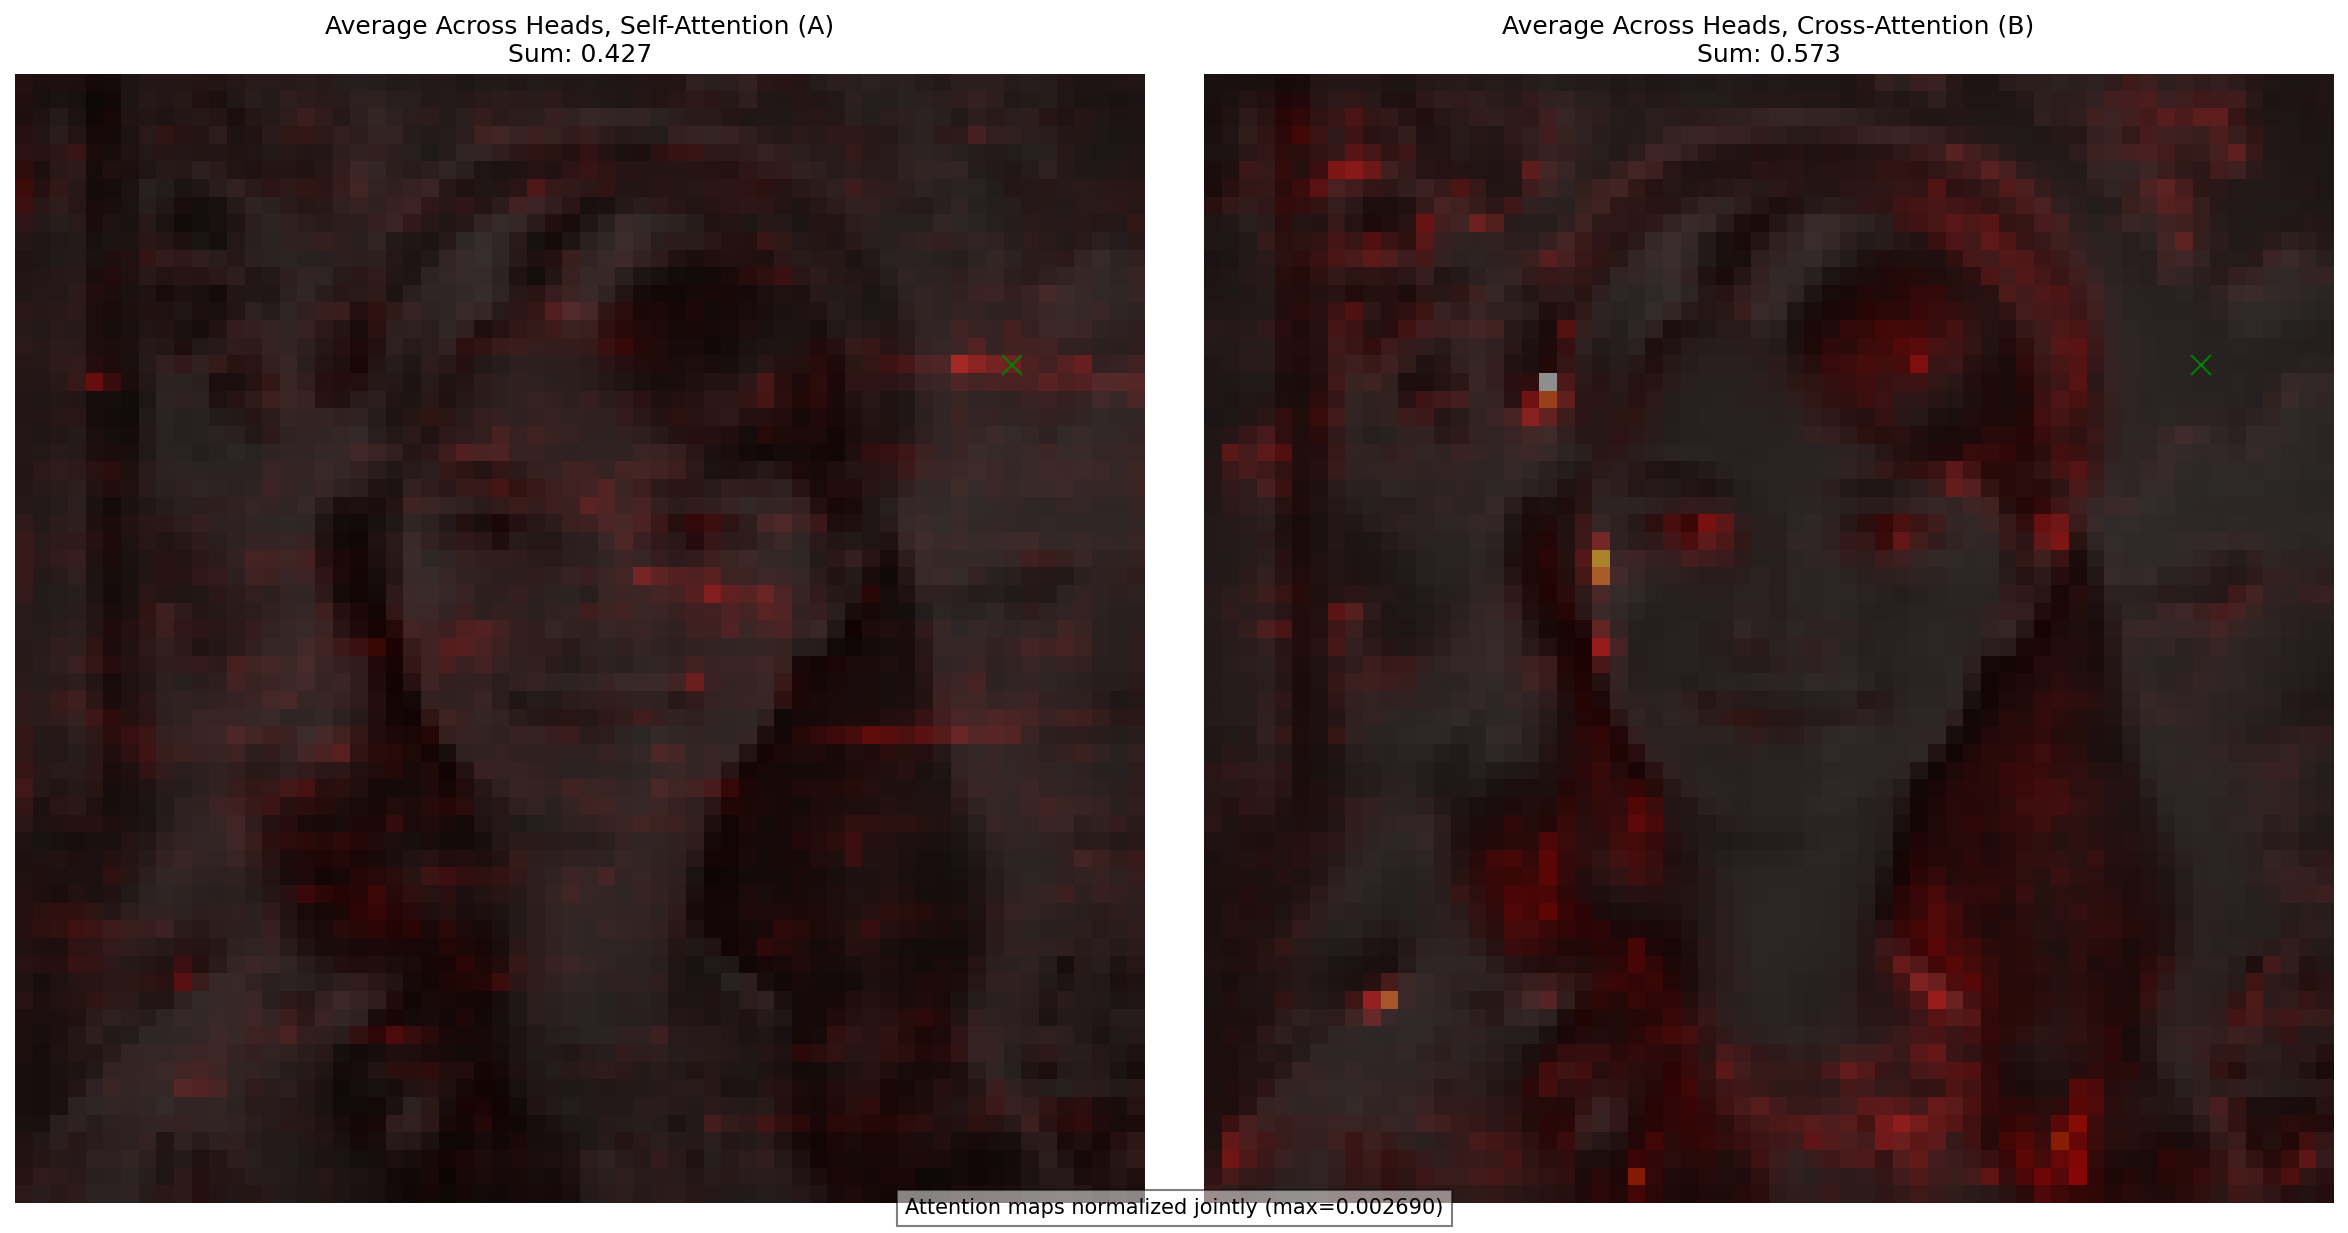 Average Across Heads, Self-Attention (A)
Sum: 0.427
Average Across Heads, Cross-Attention (B)
Sum: 0.573
Attention maps normalized jointly (max=0.002690)